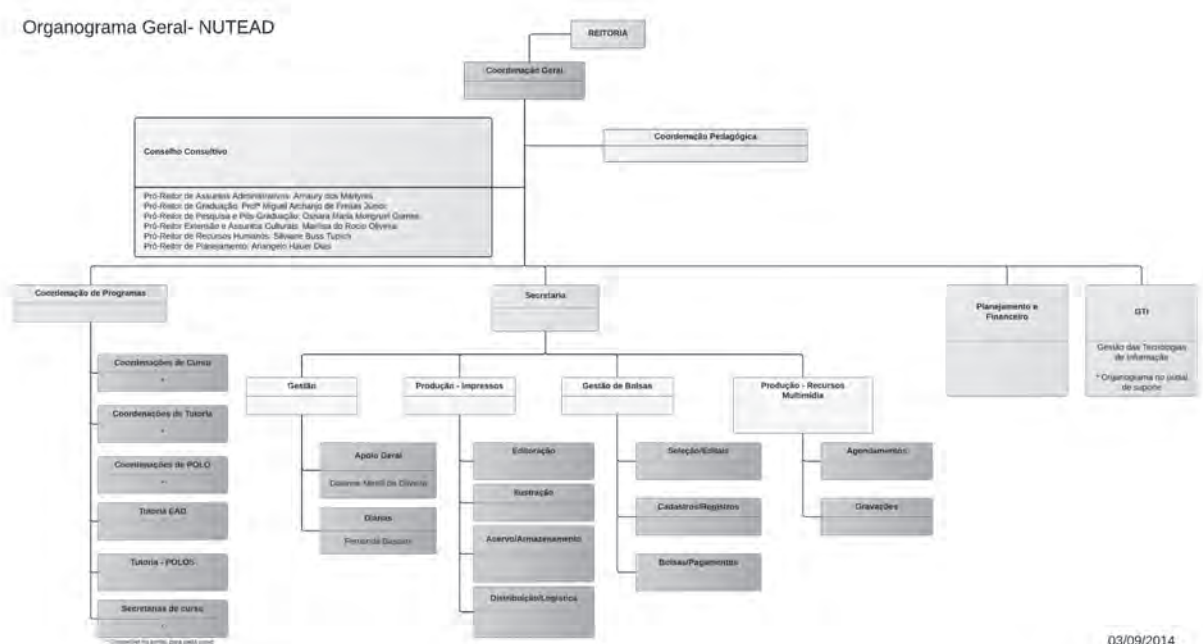 Organograma Geral- NUTEAD
REITORIA
Coordenação Geral
Coordenação Pedagógica
Conselho Consultivo
Pró-Reitor de Assuntos Administrativos: Amaury dos Mártyres
Pró-Reitor de Graduação: Profº Miguel Archanjo de Freitas Júnior
Pró-Reitor de Pesquisa e Pós-Graduação: Osnara Maria Mongruel Gomes
Pró-Reitor Extensão e Assuntos Culturais: Marilisa do Rocio Oliveira
Pró-Reitor de Recursos Humanos: Silviane Buss Tupich
Pró-Reitor de Planejamento: Ariangelo Hauer Dias
Coordenação de Programas
Secretaria
Planejamento e
Financeiro
GTI
Gestão das Tecnologias
de Informação
* Organograma no portal
de suporte
Coordenações de Curso
*
Coordenações de Tutoria
*
Coordenações de POLO
Tutoria EAD
Tutoria - POLOS
Secretarias de curso
Gestão
Produção - Impressos
Gestão de Bolsas
Produção - Recursos
Multimídia
Apoio Geral
de Oliveira
Diárias
Fernanda
Editoração
Ilustração
Acervo/Armazenamento
Distribuição/Logística
Seleção/Editais
Cadastros/Registros
Bolsas/Pagamentos
Agendamentos
Gravações
03/09/2014